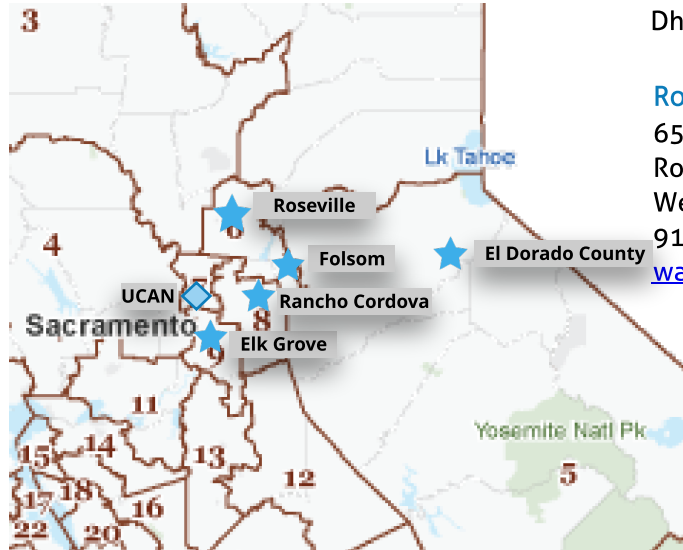 3
Dh
Ro
65
Lk Tahoe
Ro
We
Roseville
91
4
El Dorado County
Folsom
wa
UCAN
Rancho Cordova
Sacramento
8
Elk Grove
9
11
Yosemite Natl Pk
14
15
13
5
12
18
17
16
22
20